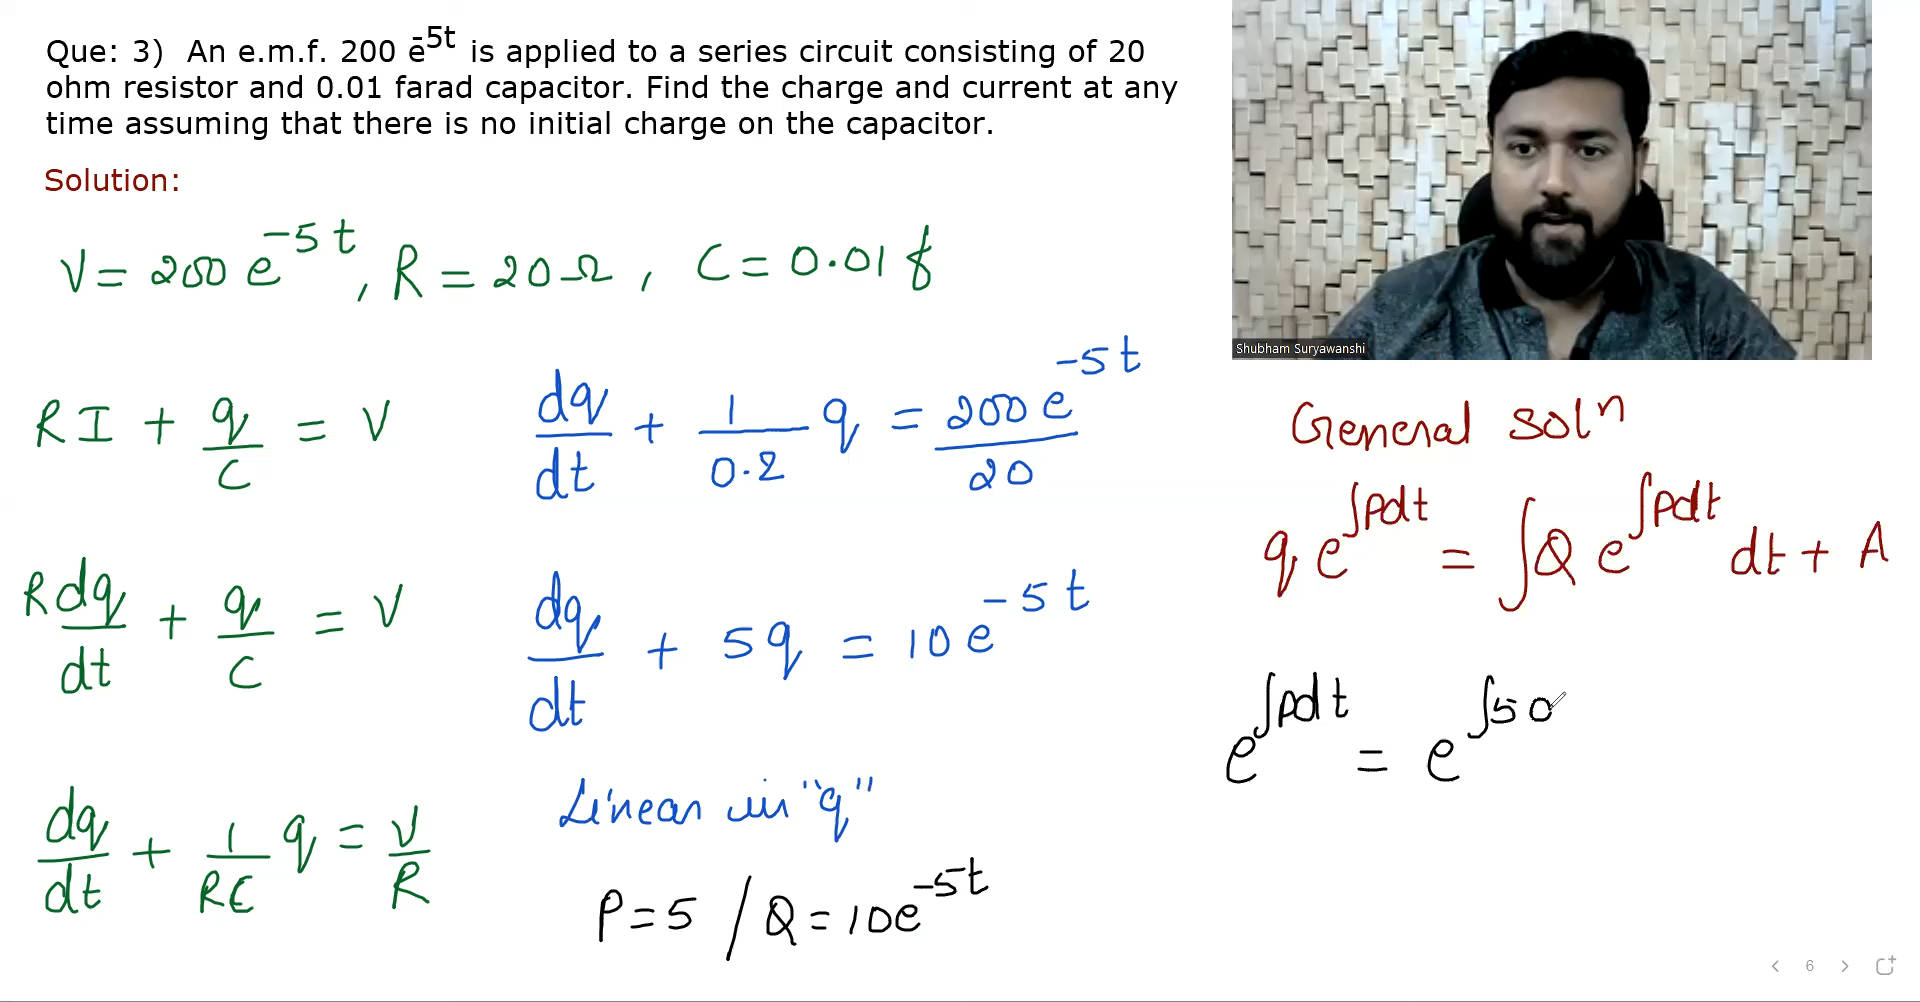 Que: 3) An e.m.f. 200 e^-5t is applied to a series circuit consisting of 20
ohm resistor and 0.01 farad capacitor. Find the charge and current at any
time assuming that there is no initial charge on the capacitor.
Solution:
V = 200 e^-5t, R = 20Ω, C = 0.01 f
RI + q/C = V
R dq/dt + q/C = V
dq/dt + 1/RC q = V/R
dq/dt + 1/0.2 q = 200 e^-5t/20
dq/dt + 5q = 10 e^-5t
Linear in "q"
P = 5 / Q = 10e^-5t
Shubham Suryawanshi
General solⁿ
q e^∫Pdt = ∫Q e^∫Pdt dt + A
e^∫Pdt = e^∫5
6